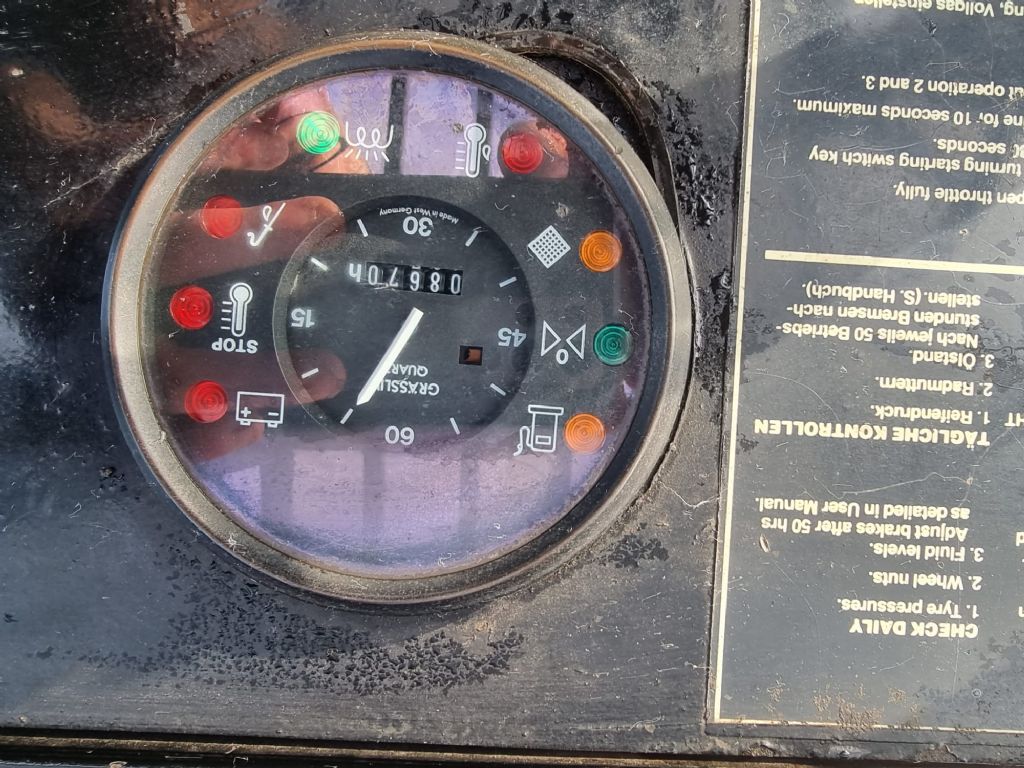 CHECK DAILY
1. Tyre pressures.
2. Wheel nuts.
3. Fluid levels.
Adjust brakes after 50 hrs
as detailed in User Manual.
TÄGLICHE KONTROLLEN
1. Reifendruck.
2. Radmuttern.
3. Ölstand.
Nach jeweils 50 Betriebs-
stunden Bremsen nach-
stellen. (S. Handbuch)
throttle fully.
turning starting switch key
seconds.
for 10 seconds maximum.
operation 2 and 3.
Vollgas einstellen
60
GRÄSSLI
QUAR
45
15
STOP
08670 h
30
Made in West Germany